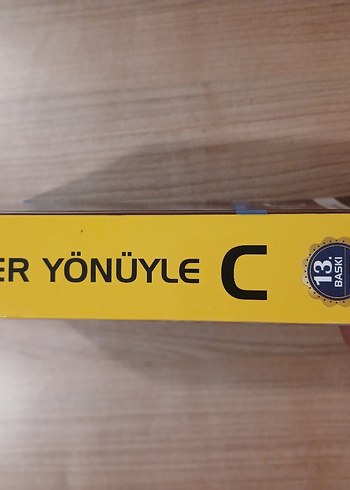 ER YÖNÜYLE C
13.
BASKI